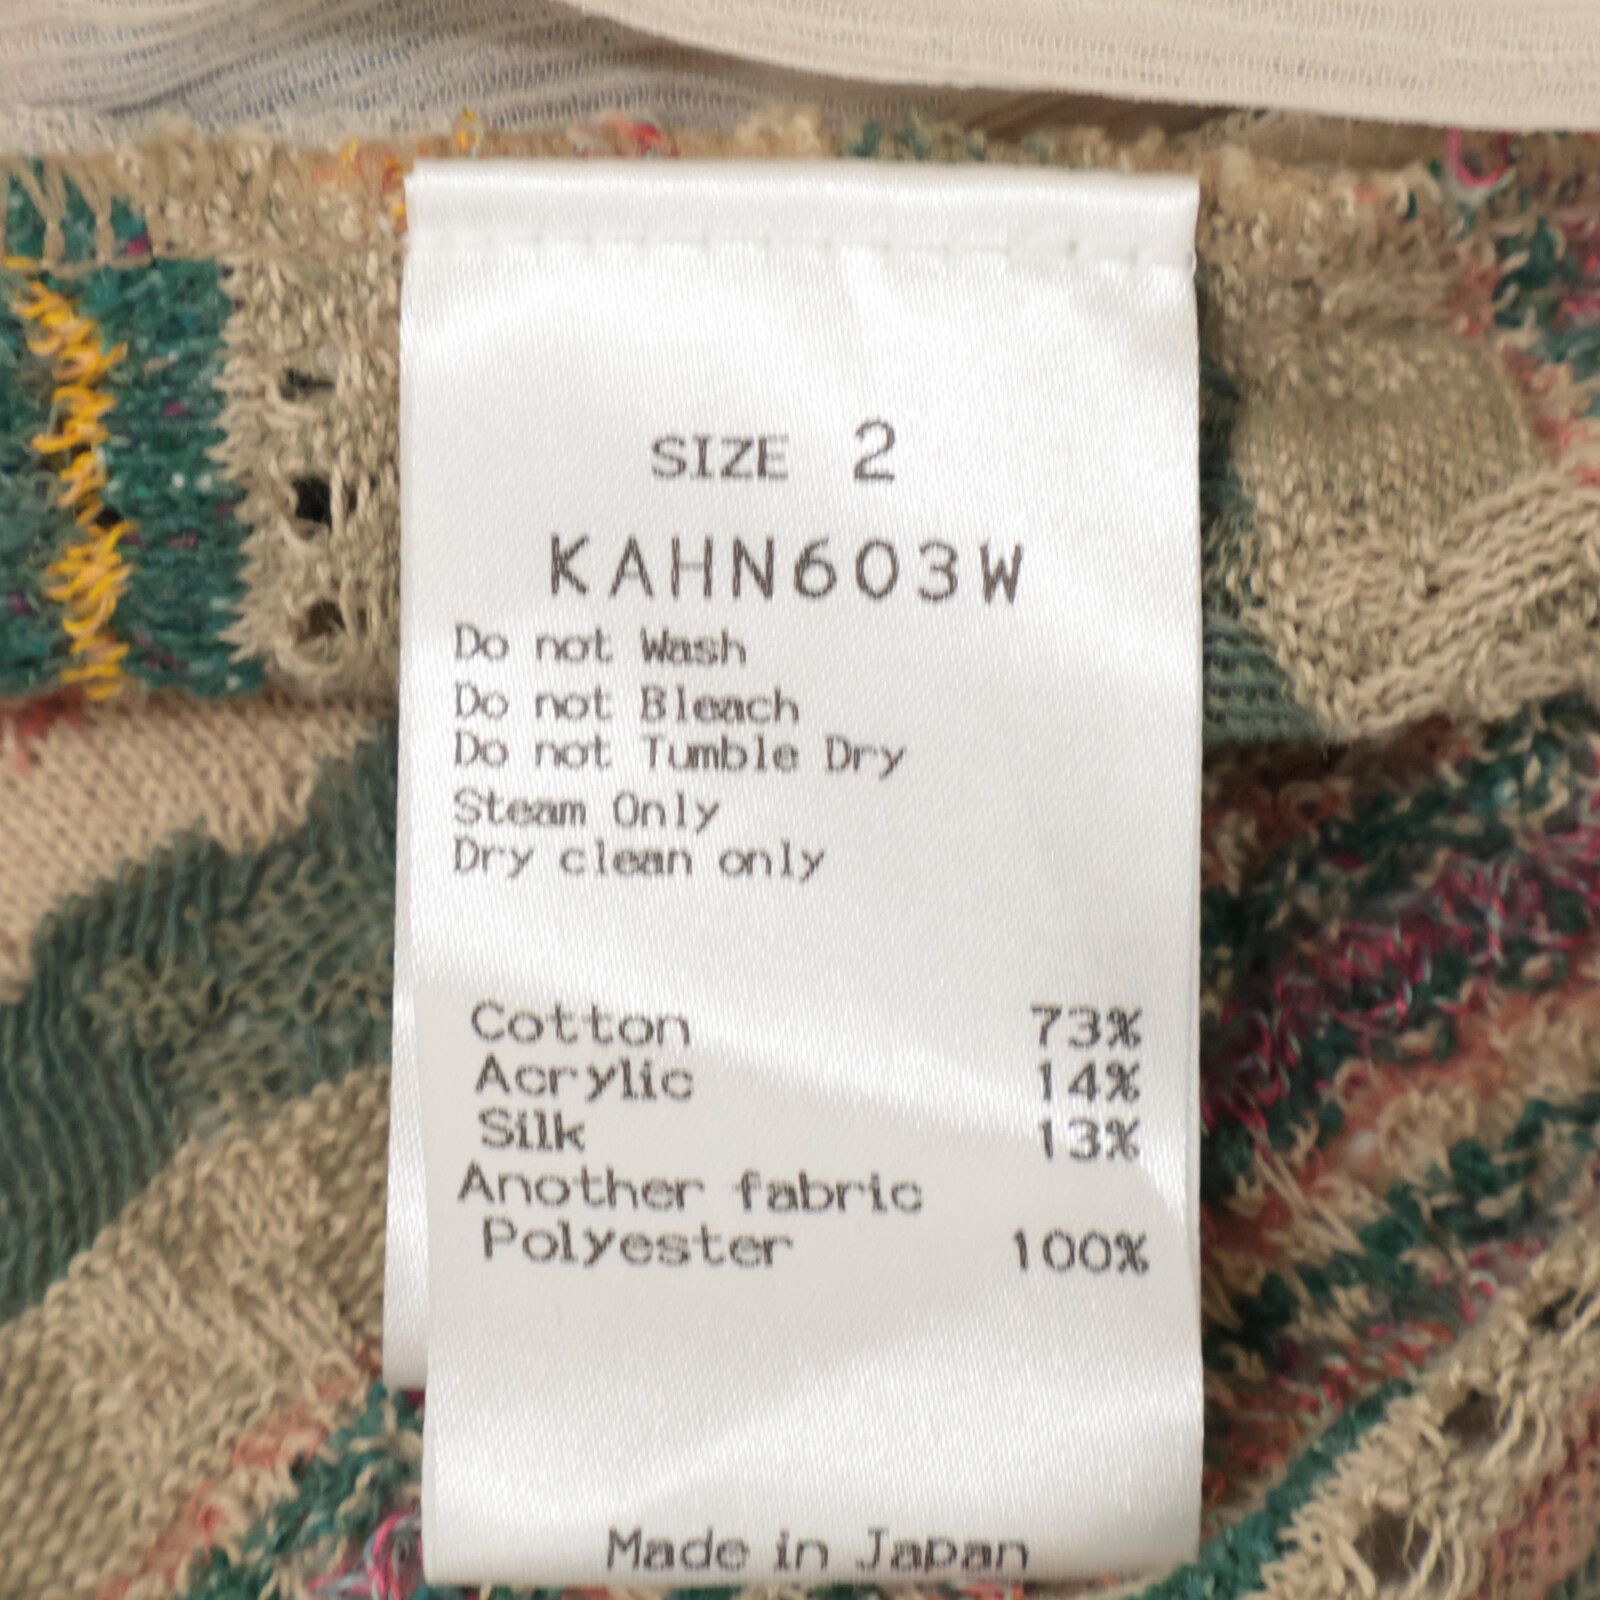 SIZE 2
KAHN603W
Do not Wash
Do not Bleach
Do not Tumble Dry
Steam Only
Dry clean only
Cotton 73%
Acrylic 14%
Silk 13%
Another fabric
Polyester 100%
Made in Japan